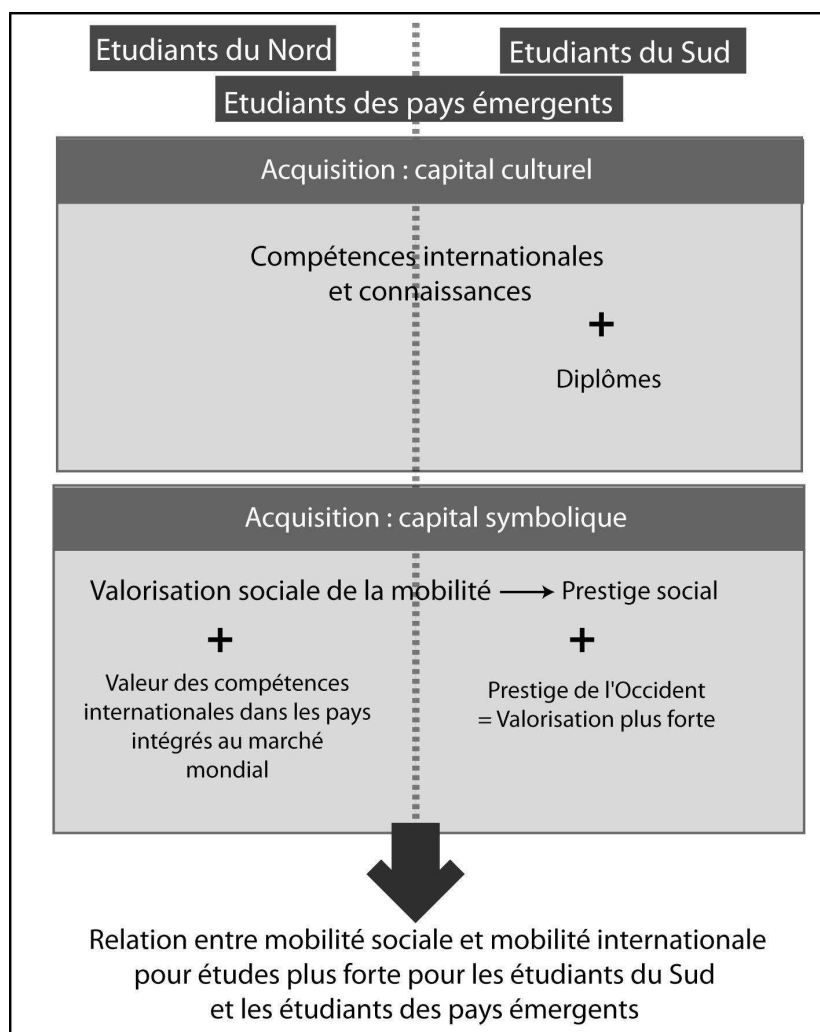 Etudiants du Nord
Etudiants du Sud
Etudiants des pays émergents
Acquisition : capital culturel
Compétences internationales
et connaissances
+
Diplômes
Acquisition : capital symbolique
Valorisation sociale de la mobilité → Prestige social
+
Valeur des compétences
internationales dans les pays
intégrés au marché
mondial
+
Prestige de l'Occident
= Valorisation plus forte
Relation entre mobilité sociale et mobilité internationale
pour études plus forte pour les étudiants du Sud
et les étudiants des pays émergents